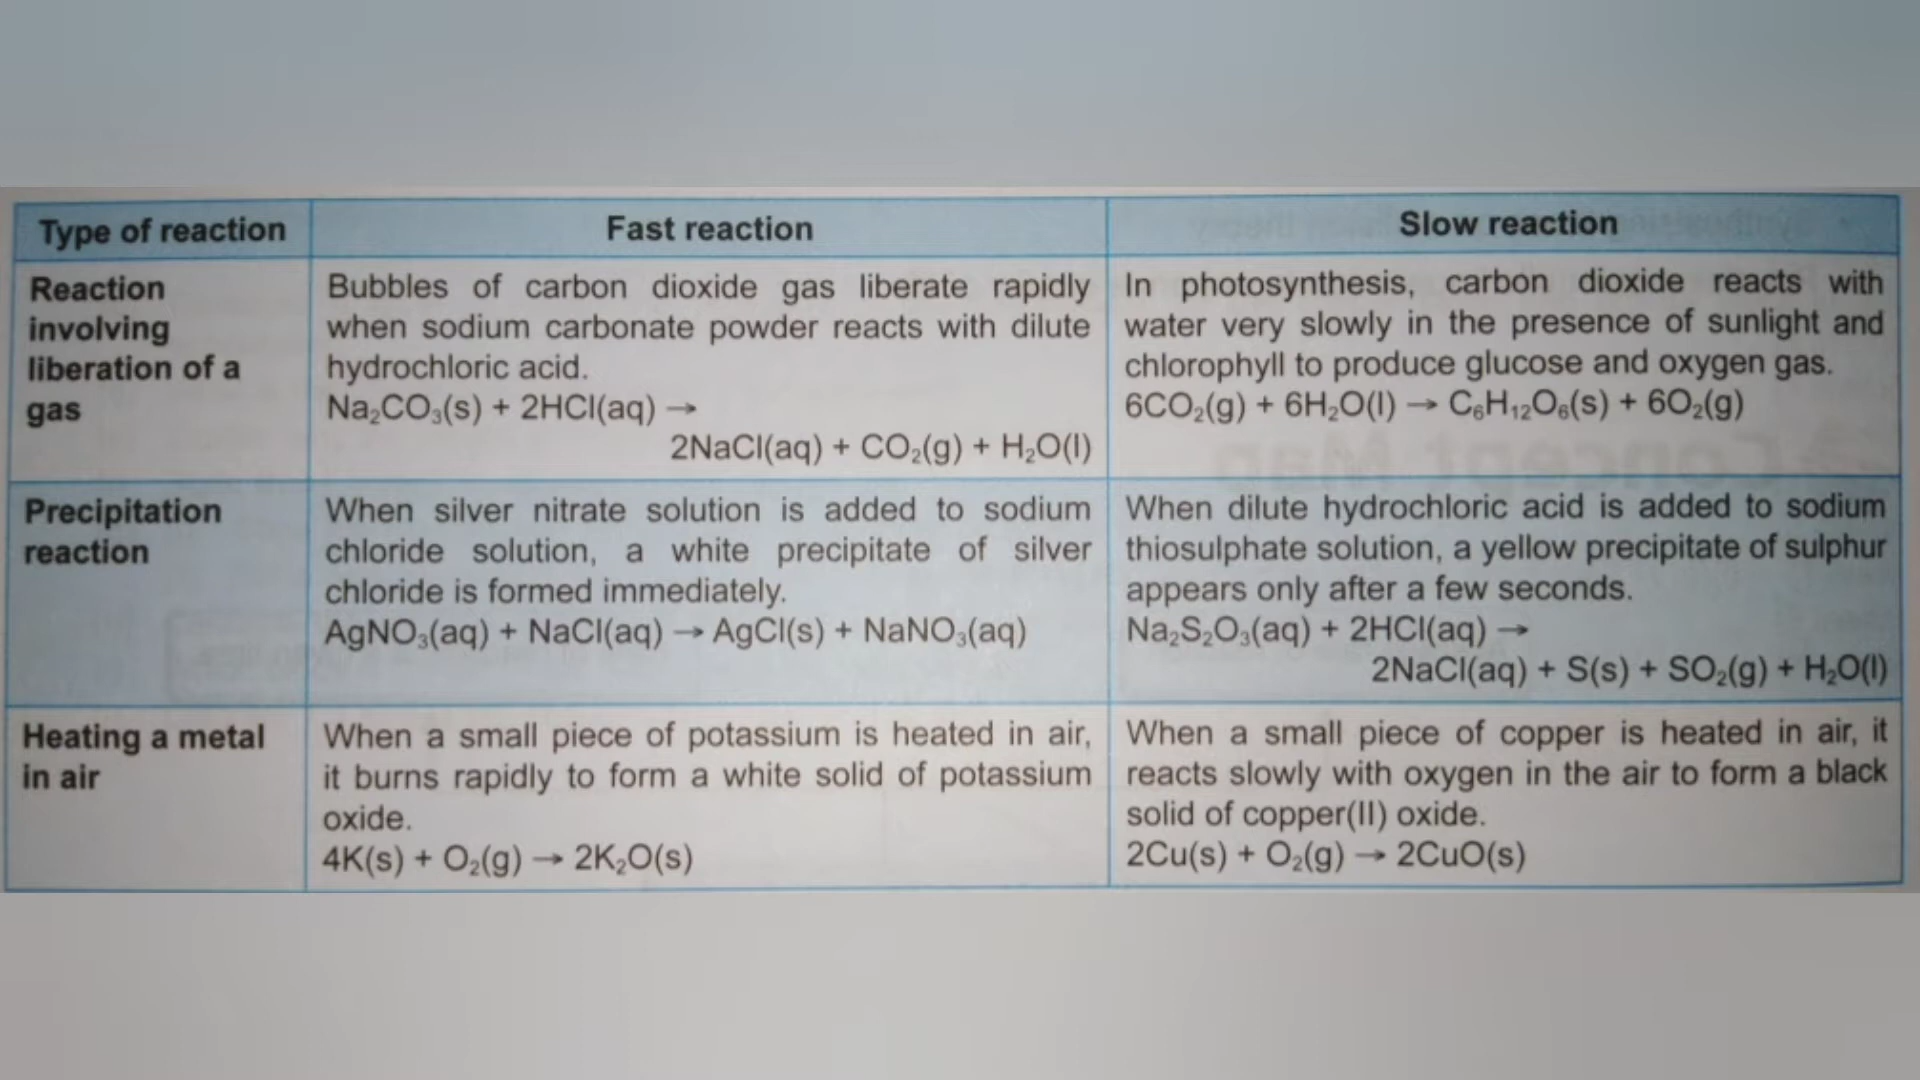 Type of reaction
Fast reaction
Slow reaction
Reaction
involving
liberation of a
gas
Bubbles of carbon dioxide gas liberate rapidly
when sodium carbonate powder reacts with dilute
hydrochloric acid.
Na₂CO₃(s) + 2HCl(aq) →
2NaCl(aq) + CO₂(g) + H₂O(l)
In photosynthesis, carbon dioxide reacts with
water very slowly in the presence of sunlight and
chlorophyll to produce glucose and oxygen gas.
6CO₂(g) + 6H₂O(l) → C₆H₁₂O₆(s) + 6O₂(g)
Precipitation
reaction
When silver nitrate solution is added to sodium
chloride solution, a white precipitate of silver
chloride is formed immediately.
AgNO₃(aq) + NaCl(aq) → AgCl(s) + NaNO₃(aq)
When dilute hydrochloric acid is added to sodium
thiosulphate solution, a yellow precipitate of sulphur
appears only after a few seconds.
Na₂S₂O₃(aq) + 2HCl(aq) →
2NaCl(aq) + S(s) + SO₂(g) + H₂O(l)
Heating a metal
in air
When a small piece of potassium is heated in air,
it burns rapidly to form a white solid of potassium
oxide.
4K(s) + O₂(g) → 2K₂O(s)
When a small piece of copper is heated in air, it
reacts slowly with oxygen in the air to form a black
solid of copper(II) oxide.
2Cu(s) + O₂(g) → 2CuO(s)